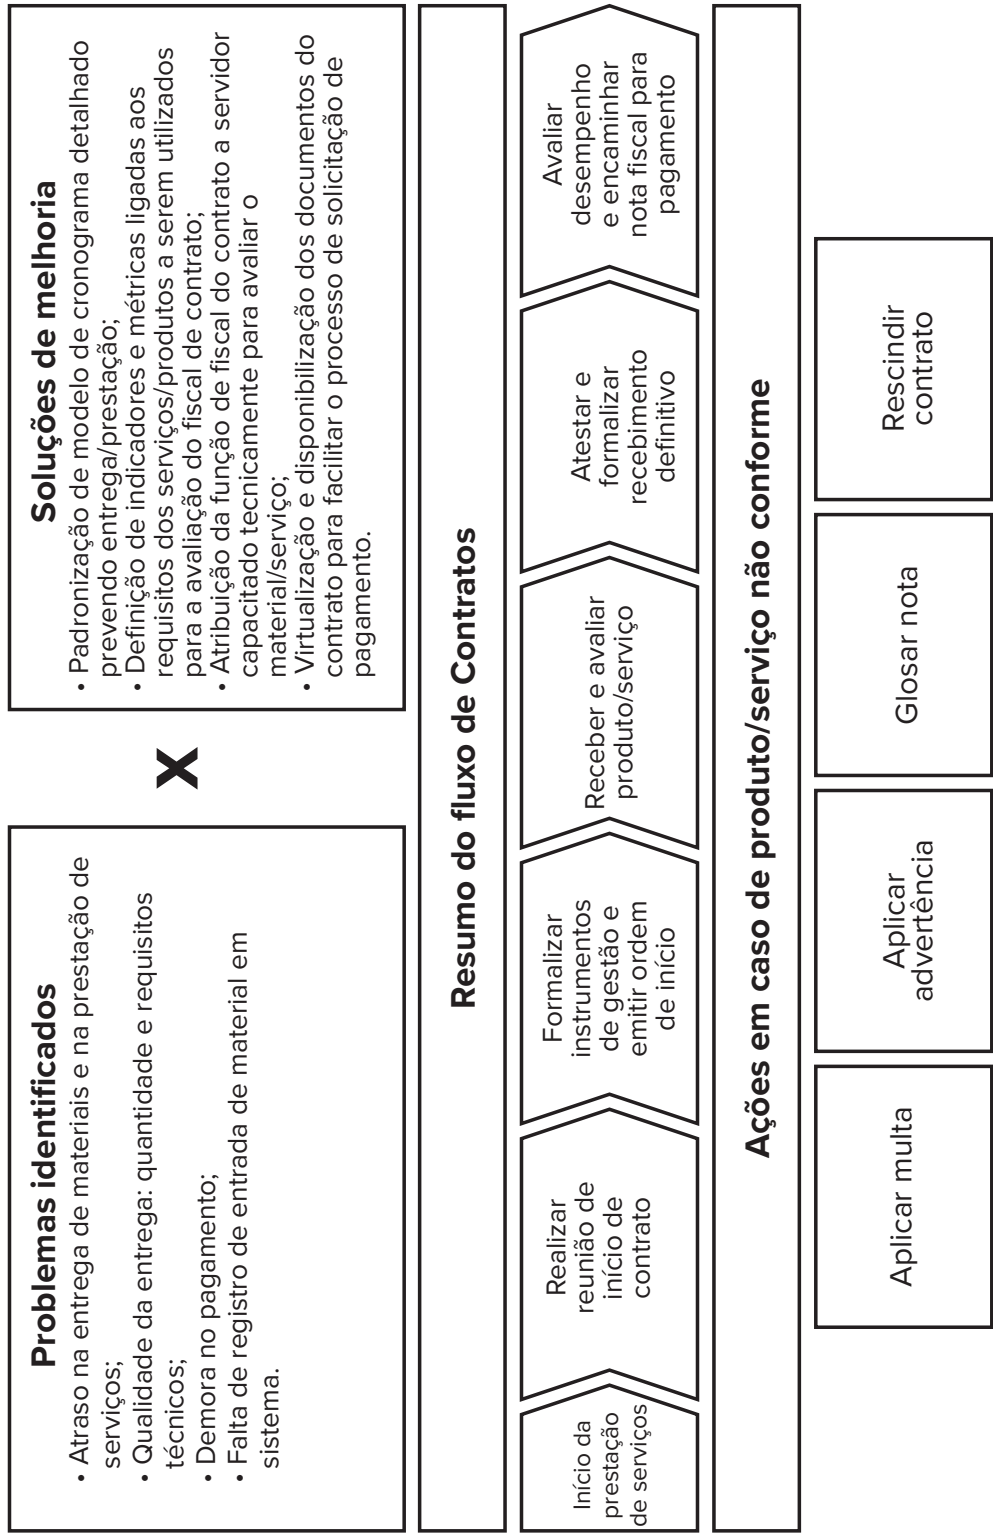 Problemas identificados
• Atraso na entrega de materiais e na prestação de
serviços;
• Qualidade da entrega: quantidade e requisitos
técnicos;
• Demora no pagamento;
• Falta de registro de entrada de material em
sistema.
X
Soluções de melhoria
• Padronização de modelo de cronograma detalhado
prevendo entrega/prestação;
• Definição de indicadores e métricas ligadas aos
requisitos dos serviços/produtos a serem utilizados
para a avaliação do fiscal de contrato;
• Atribuição da função de fiscal do contrato a servidor
capacitado tecnicamente para avaliar o
material/serviço;
• Virtualização e disponibilização dos documentos do
contrato para facilitar o processo de solicitação de
pagamento.
Resumo do fluxo de Contratos
Início da
prestação
de serviços
Realizar
reunião de
início de
contrato
Formalizar
instrumentos
de gestão e
emitir ordem
de início
Receber e avaliar
produto/serviço
Atestar e
formalizar
recebimento
definitivo
Avaliar
desempenho
e encaminhar
nota fiscal para
pagamento
Ações em caso de produto/serviço não conforme
Aplicar multa
Aplicar
advertência
Glosar nota
Rescindir
contrato